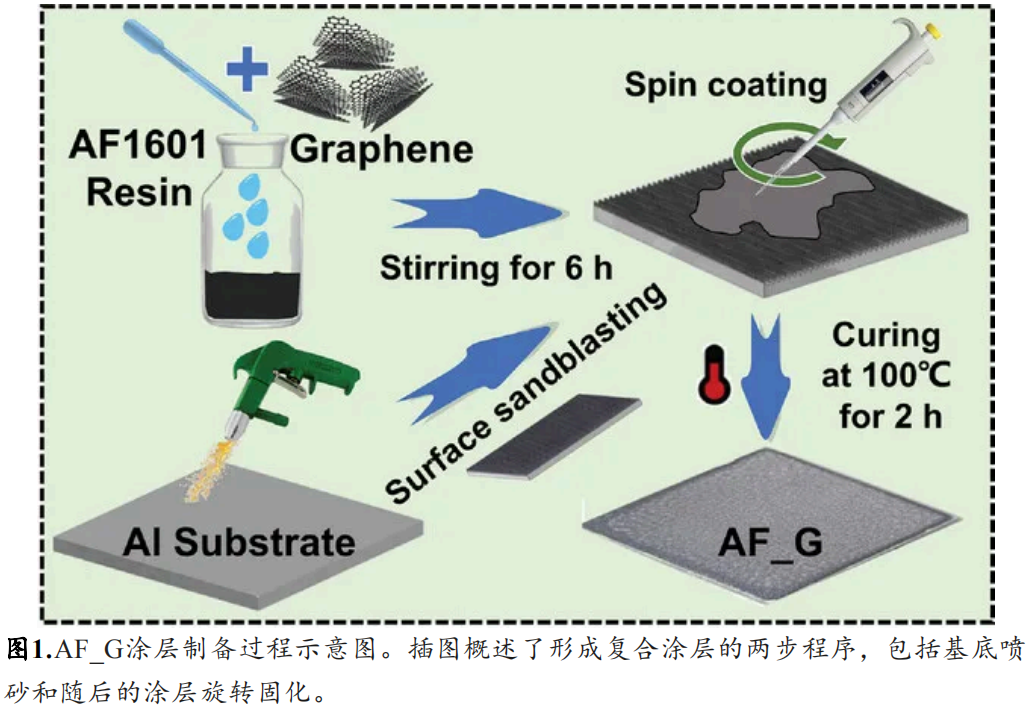 AF1601
Resin
Graphene
Stirring for 6 h
Spin coating
Surface sandblasting
Al Substrate
Curing
at 100℃
for 2 h
AF_G
图1.AF_G涂层制备过程示意图。插图概述了形成复合涂层的两步程序，包括基底喷
砂和随后的涂层旋转固化。